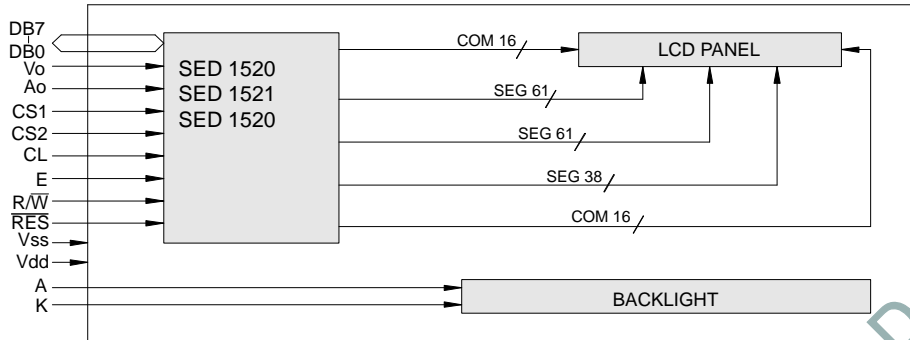 DB7
DB0
Vo
Ao
CS1
CS2
CL
E
R/W̅
R̅E̅S̅
Vss
Vdd
A
K
SED 1520
SED 1521
SED 1520
COM 16
SEG 61
SEG 61
SEG 38
COM 16
LCD PANEL
BACKLIGHT
D